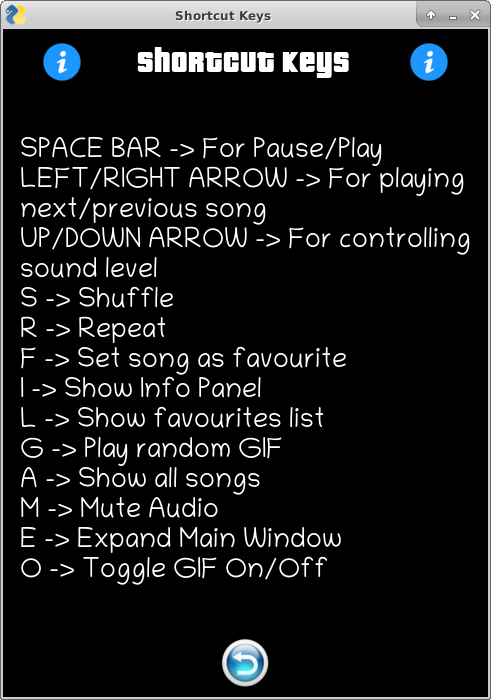 Shortcut Keys
Shortcut Keys
SPACE BAR -> For Pause/Play
LEFT/RIGHT ARROW -> For playing
next/previous song
UP/DOWN ARROW -> For controlling
sound level
S -> Shuffle
R -> Repeat
F -> Set song as favourite
I -> Show Info Panel
L -> Show favourites list
G -> Play random GIF
A -> Show all songs
M -> Mute Audio
E -> Expand Main Window
O -> Toggle GIF On/Off